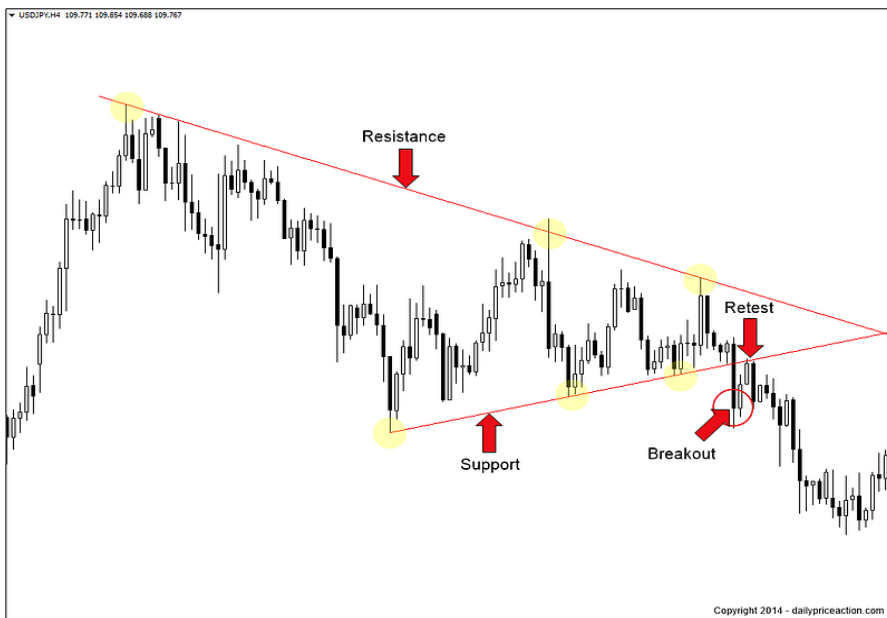 USDJPY,H4 109.771 109.854 109.688 109.767
Resistance
Retest
Support
Breakout
Copyright 2014 - dailypriceaction.com